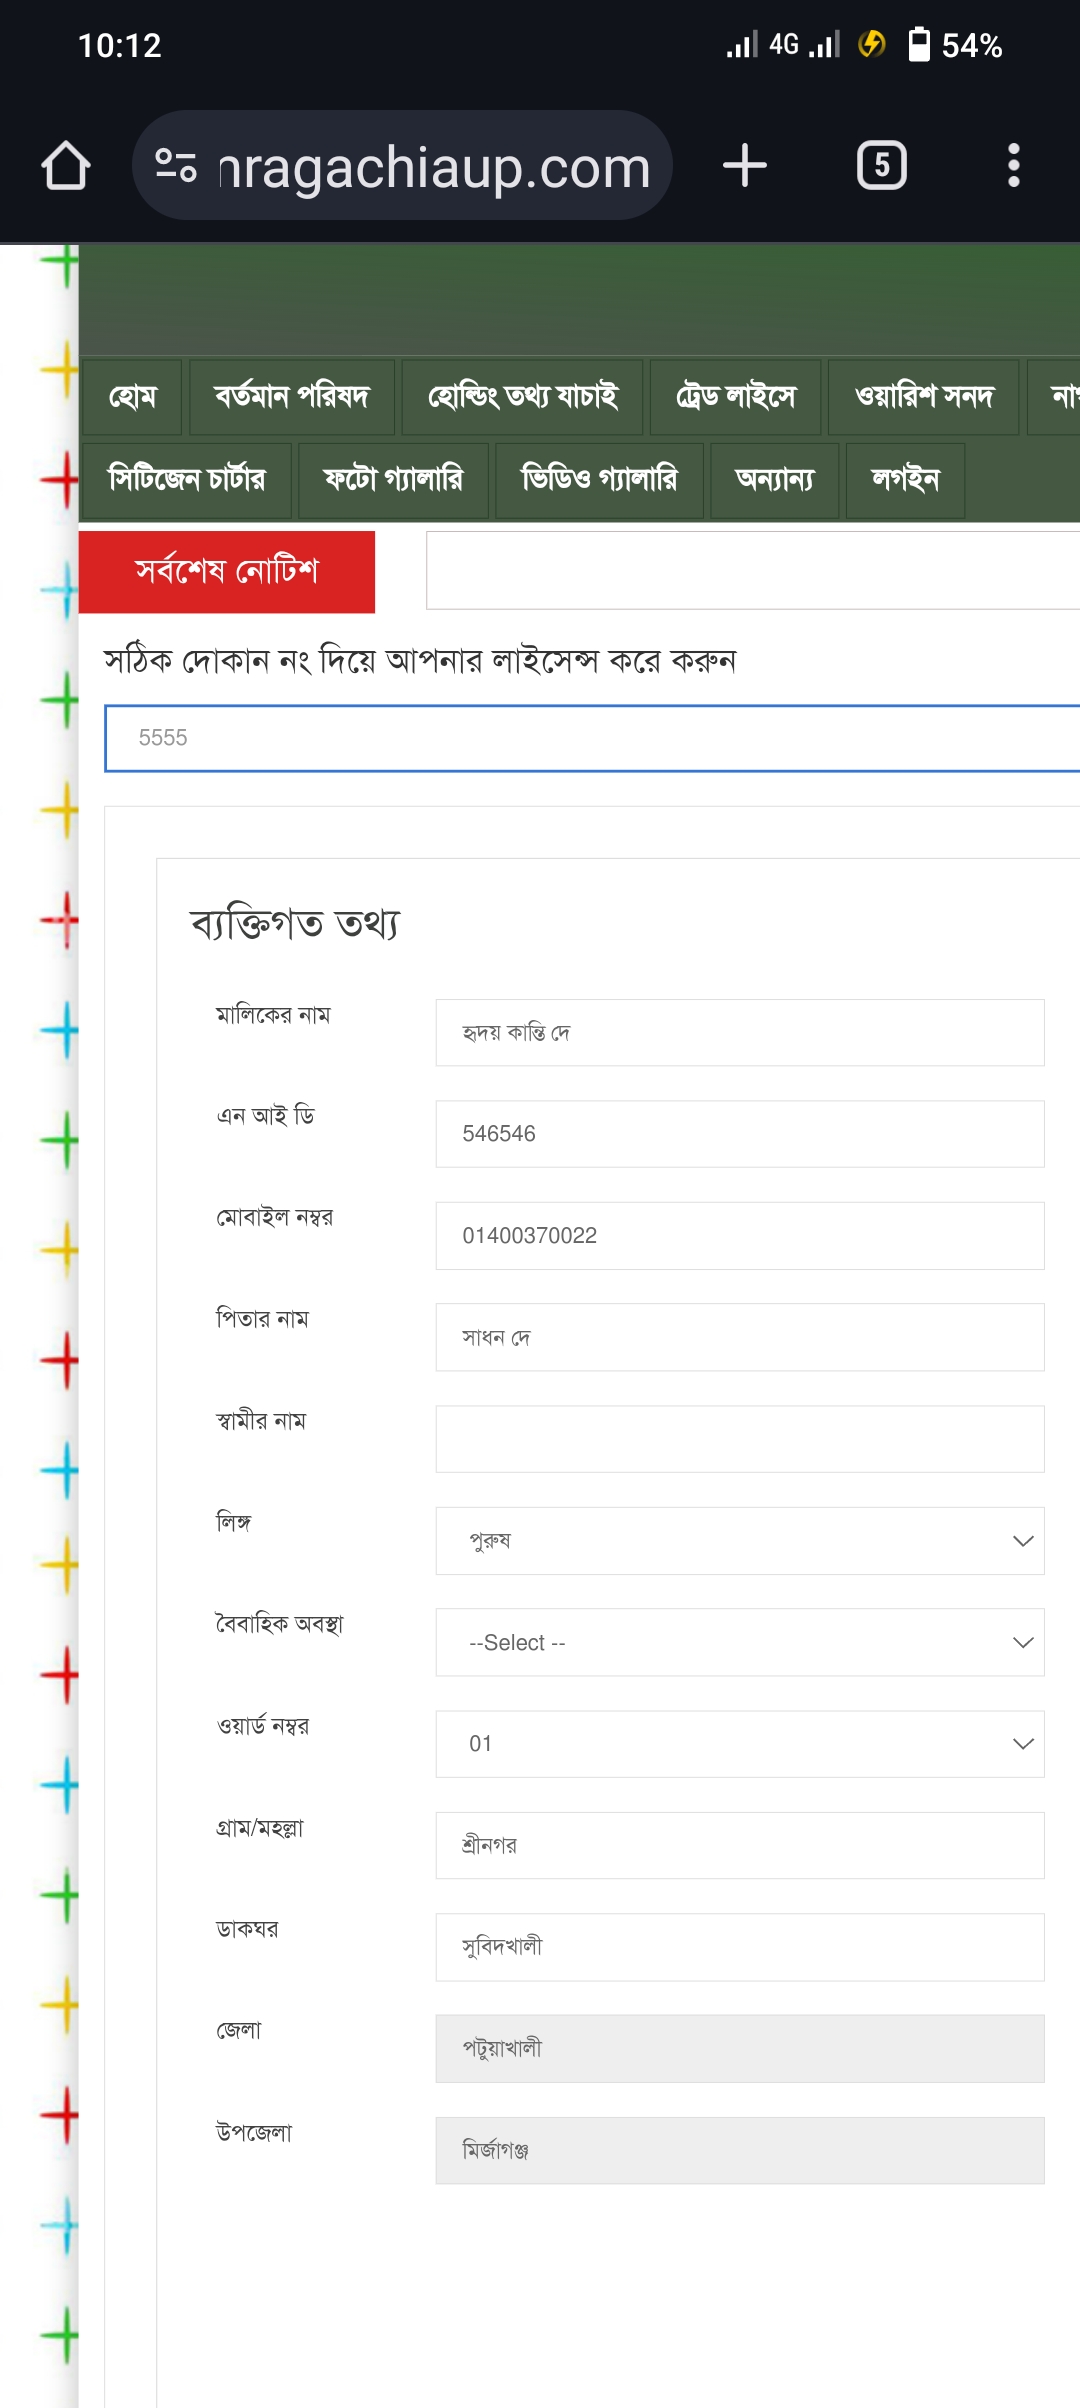 10:12
4G
54%
nragachiaup.com
5
হোম
বর্তমান পরিষদ
হোল্ডিং তথ্য যাচাই
ট্রেড লাইসে
ওয়ারিশ সনদ
সিটিজেন চার্টার
ফটো গ্যালারি
ভিডিও গ্যালারি
অন্যান্য
লগইন
সর্বশেষ নোটিশ
সঠিক দোকান নং দিয়ে আপনার লাইসেন্স করে করুন
5555
ব্যক্তিগত তথ্য
মালিকের নাম
হৃদয় কান্তি দে
এন আই ডি
546546
মোবাইল নম্বর
01400370022
পিতার নাম
সাধন দে
স্বামীর নাম
লিঙ্গ
পুরুষ
বৈবাহিক অবস্থা
--Select --
ওয়ার্ড নম্বর
01
গ্রাম/মহল্লা
শ্রীনগর
ডাকঘর
সুবিদখালী
জেলা
পটুয়াখালী
উপজেলা
মির্জাগঞ্জ